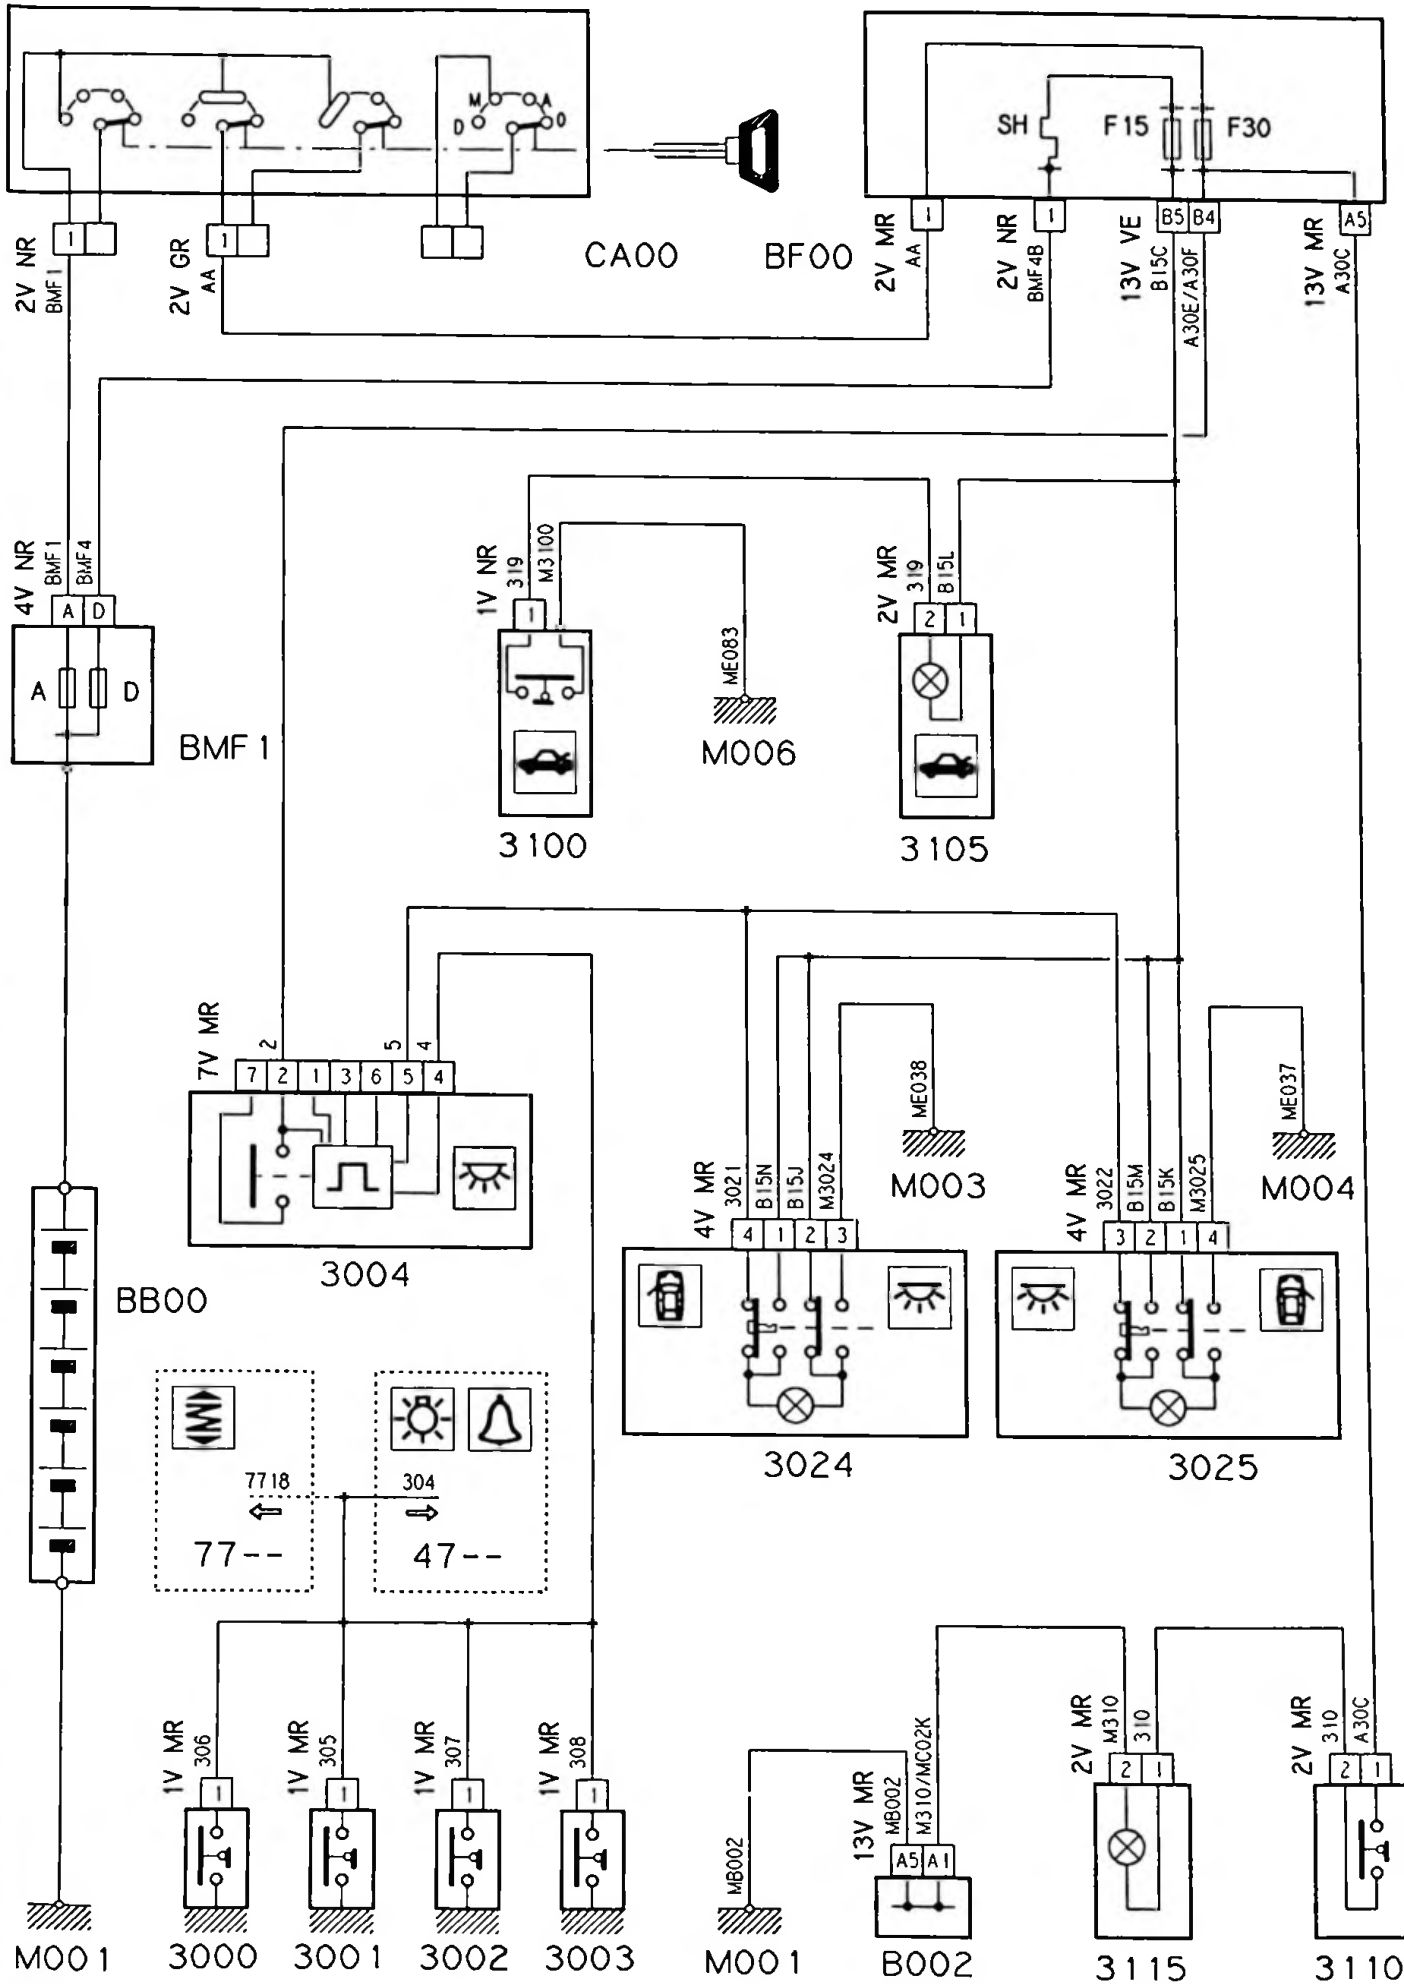 M A
D O
SH F15 F30
1 1
1 1 B5 B4 A5
CA00 BF00
2V NR BMF1
2V GR AA
2V MR AA
2V NR BMF4B
13V VE B15C
A30E/A30F
13V MR A30C
4V NR BMF1 BMF4
A D
A D
BMF1
1V NR 319 M3100
1
ME083
M006
3100
2V MR 319 B15L
2 1
3105
7V MR 2 5 4
7 2 1 3 6 5 4
3004
BB00
4V MR 3021 B15N B15J M3024
4 1 2 3
ME038
M003
3024
4V MR 3022 B15M B15K M3025
3 2 1 4
ME037
M004
3025
7718 304
77-- 47--
1V MR 306
1
3000
1V MR 305
1
3001
1V MR 307
1
3002
1V MR 308
1
3003
M001
MB002
M001
13V MR MB002 M310/MC02K
A5 A1
B002
2V MR M310 310
2 1
3115
2V MR 310 A30C
2 1
3110